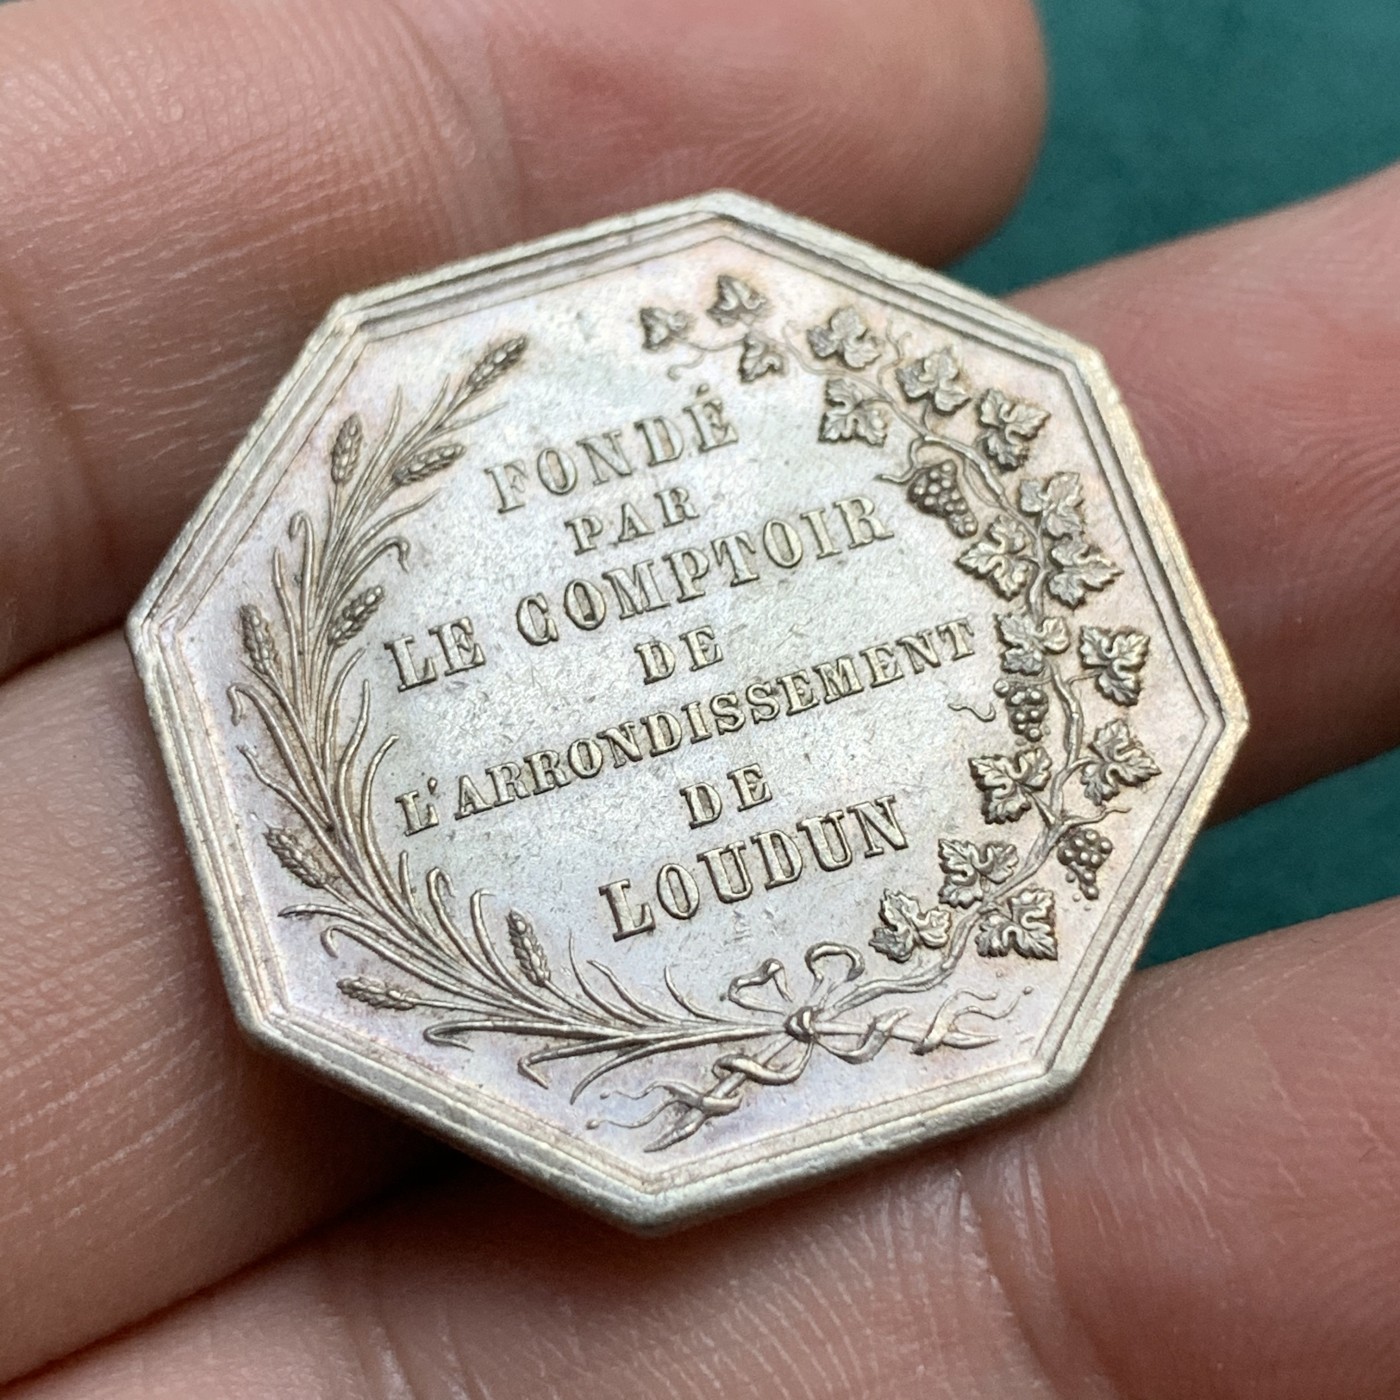 FONDÉ
PAR
LE COMPTOIR
DE
L'ARRONDISSEMENT
DE
LOUDUN